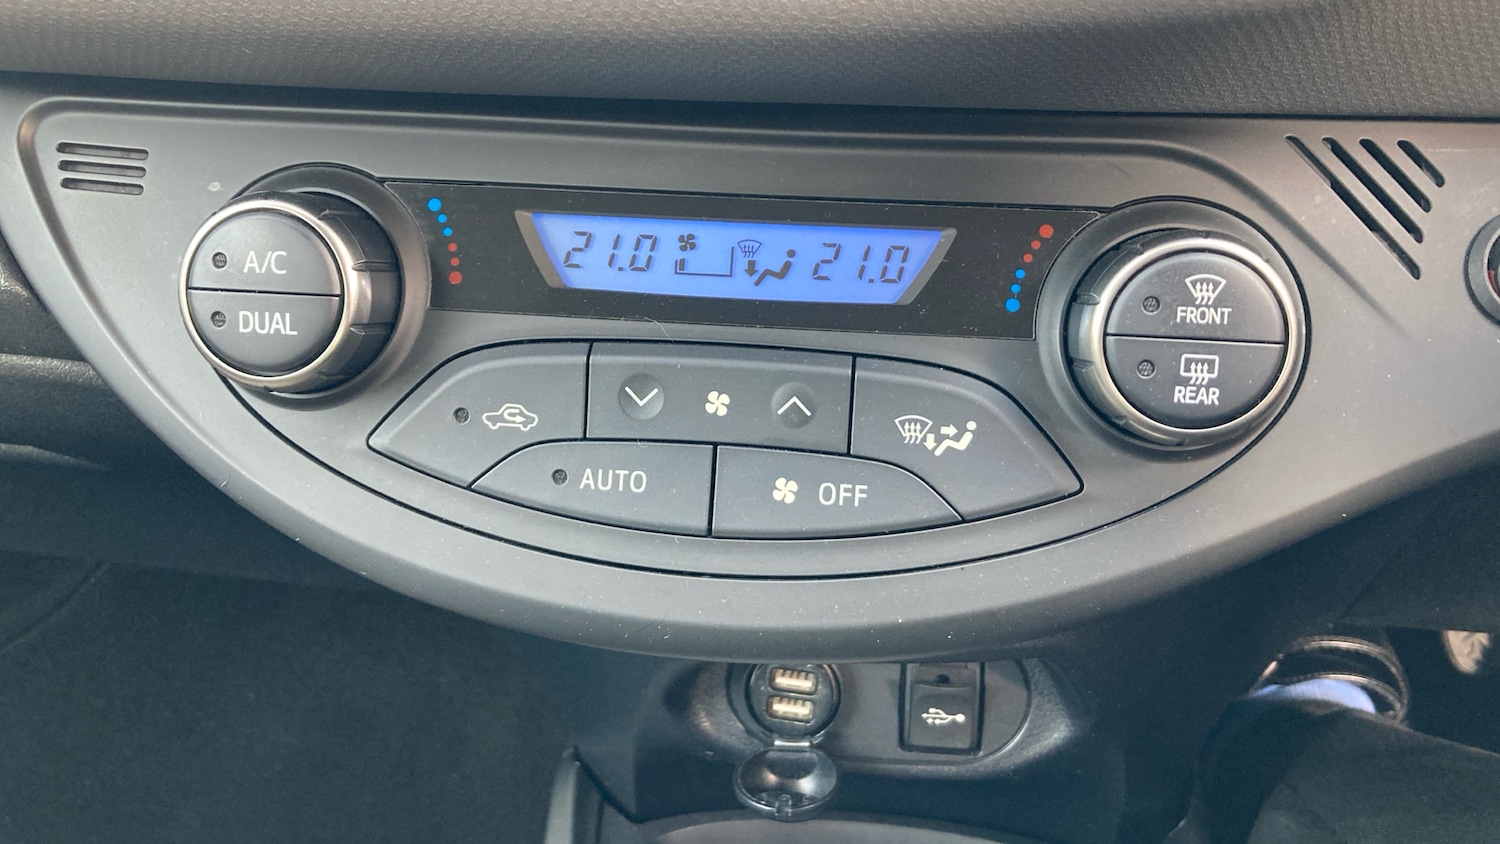 A/C
DUAL
21.0 21.0
FRONT
REAR
AUTO
OFF